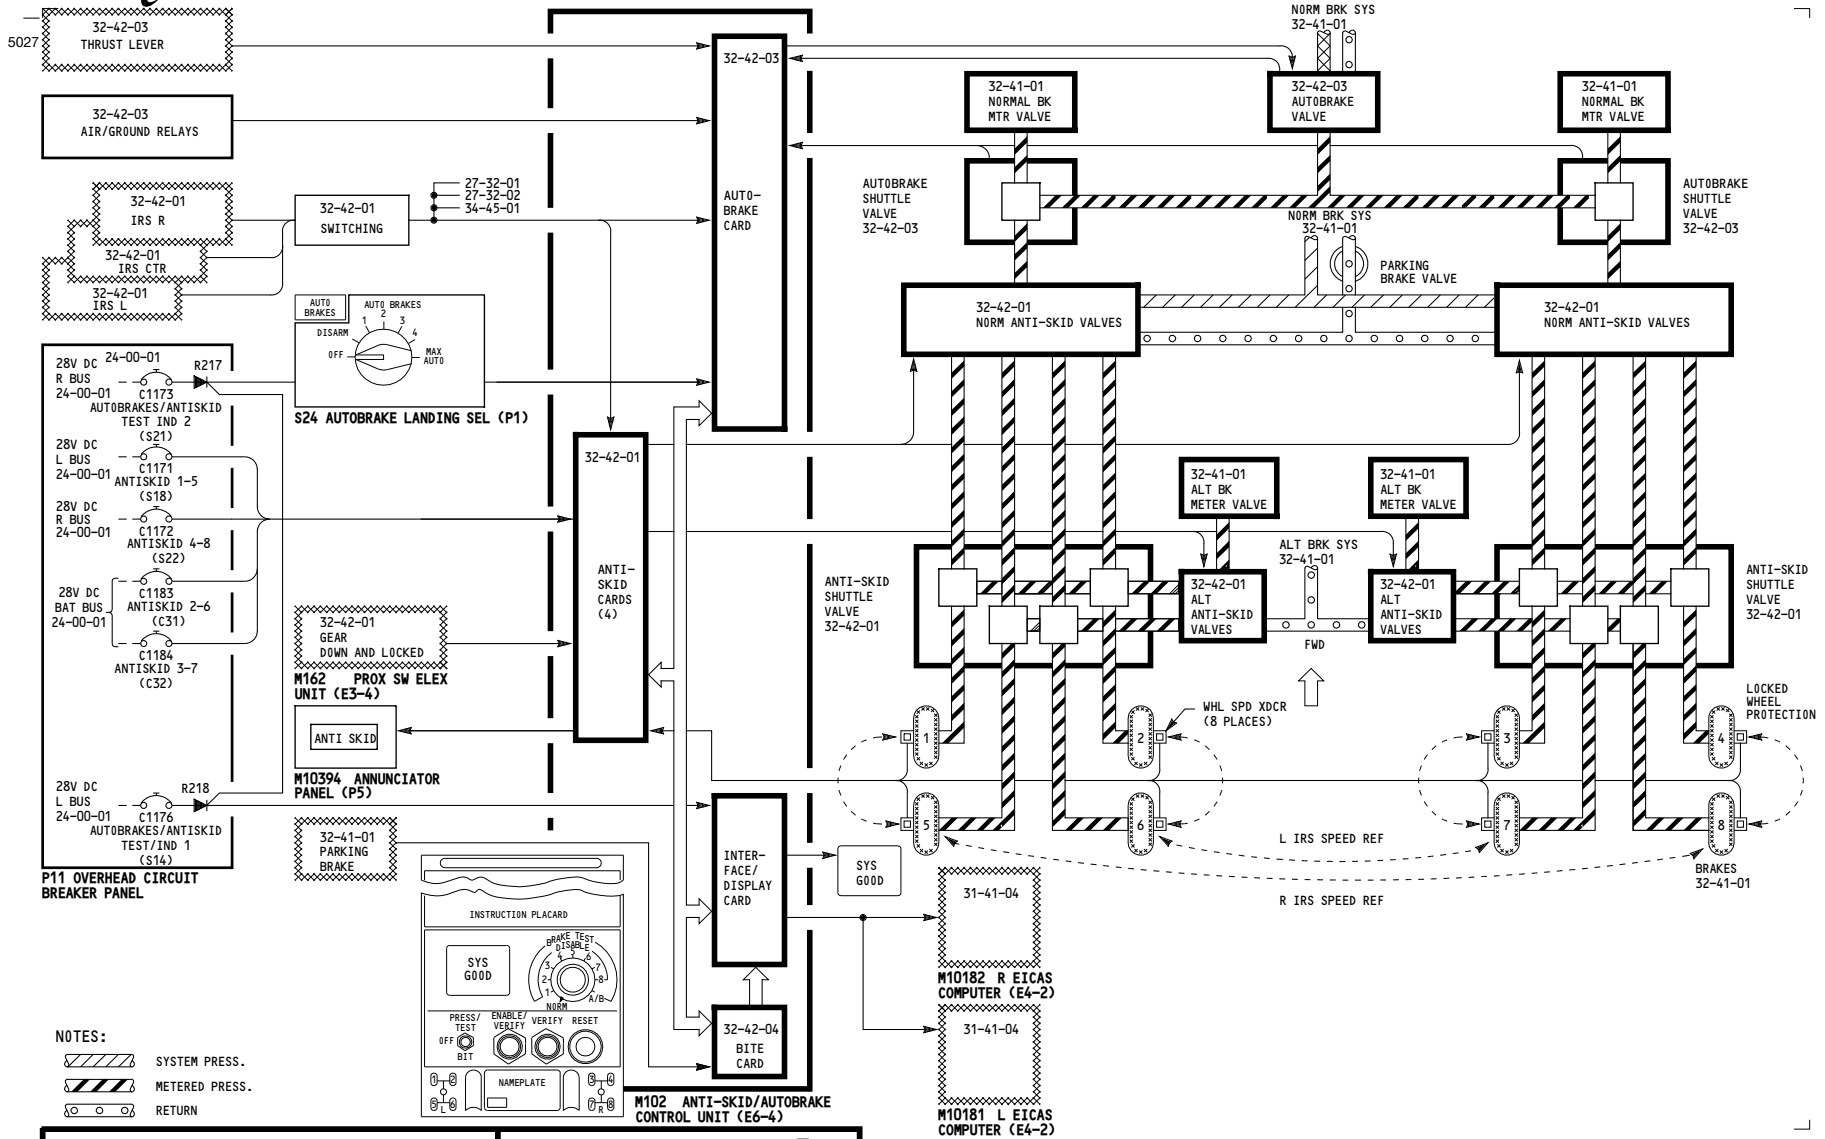 5027
32-42-03
THRUST LEVER
32-42-03
AIR/GROUND RELAYS
32-42-01
IRS R
32-42-01
IRS CTR
32-42-01
IRS L
32-42-01
SWITCHING
27-32-01
27-32-02
34-45-01
AUTO
BRAKES
AUTO BRAKES
DISARM
OFF
1
2
3
4
MAX
AUTO
S24 AUTOBRAKE LANDING SEL (P1)
28V DC
R BUS
24-00-01
24-00-01
R217
C1173
AUTOBRAKES/ANTISKID
TEST IND 2
(S21)
28V DC
L BUS
24-00-01
C1171
ANTISKID 1-5
(S18)
28V DC
R BUS
24-00-01
C1172
ANTISKID 4-8
(S22)
28V DC
BAT BUS
24-00-01
C1183
ANTISKID 2-6
(C31)
C1184
ANTISKID 3-7
(C32)
28V DC
L BUS
24-00-01
R218
C1176
AUTOBRAKES/ANTISKID
TEST/IND 1
(S14)
P11 OVERHEAD CIRCUIT
BREAKER PANEL
32-42-01
GEAR
DOWN AND LOCKED
M162 PROX SW ELEX
UNIT (E3-4)
ANTI SKID
M10394 ANNUNCIATOR
PANEL (P5)
32-41-01
PARKING
BRAKE
32-42-03
AUTO-
BRAKE
CARD
32-42-01
ANTI-
SKID
CARDS
(4)
INTER-
FACE/
DISPLAY
CARD
32-42-04
BITE
CARD
M102 ANTI-SKID/AUTOBRAKE
CONTROL UNIT (E6-4)
INSTRUCTION PLACARD
SYS
GOOD
BRAKE TEST
DISABLE
1
2
3
4
5
6
7
8
A/B
NORM
PRESS/
TEST
OFF
BIT
ENABLE/
VERIFY
VERIFY
RESET
1
2
5
6
L
NAMEPLATE
3
4
7
8
R
SYS
GOOD
31-41-04
M10182 R EICAS
COMPUTER (E4-2)
31-41-04
M10181 L EICAS
COMPUTER (E4-2)
NORM BRK SYS
32-41-01
32-41-01
NORMAL BK
MTR VALVE
32-42-03
AUTOBRAKE
VALVE
32-41-01
NORMAL BK
MTR VALVE
AUTOBRAKE
SHUTTLE
VALVE
32-42-03
AUTOBRAKE
SHUTTLE
VALVE
32-42-03
NORM BRK SYS
32-41-01
PARKING
BRAKE VALVE
32-42-01
NORM ANTI-SKID VALVES
32-42-01
NORM ANTI-SKID VALVES
32-41-01
ALT BK
METER VALVE
32-41-01
ALT BK
METER VALVE
ALT BRK SYS
32-41-01
ANTI-SKID
SHUTTLE
VALVE
32-42-01
32-42-01
ALT
ANTI-SKID
VALVES
32-42-01
ALT
ANTI-SKID
VALVES
ANTI-SKID
SHUTTLE
VALVE
32-42-01
FWD
WHL SPD XDCR
(8 PLACES)
LOCKED
WHEEL
PROTECTION
1
2
3
4
5
6
7
8
L IRS SPEED REF
R IRS SPEED REF
BRAKES
32-41-01
NOTES:
SYSTEM PRESS.
METERED PRESS.
RETURN